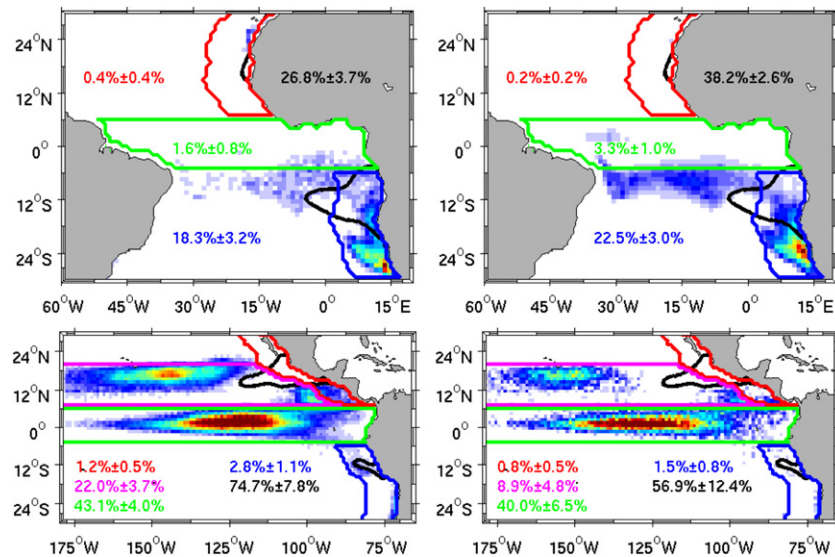 24°N
0.4%±0.4%
26.8%±3.7%
12°N
0°
1.6%±0.8%
12°S
18.3%±3.2%
24°S
60°W 45°W 30°W 15°W 0° 15°E
24°N
0.2%±0.2%
38.2%±2.6%
12°N
0°
3.3%±1.0%
12°S
22.5%±3.0%
24°S
60°W 45°W 30°W 15°W 0° 15°E
24°N
12°N
0°
12°S
1.2%±0.5% 2.8%±1.1%
22.0%±3.7% 74.7%±7.8%
24°S
43.1%±4.0%
175°W 150°W 125°W 100°W 75°W
24°N
12°N
0°
12°S
0.8%±0.5% 1.5%±0.8%
8.9%±4.8% 56.9%±12.4%
24°S
40.0%±6.5%
175°W 150°W 125°W 100°W 75°W